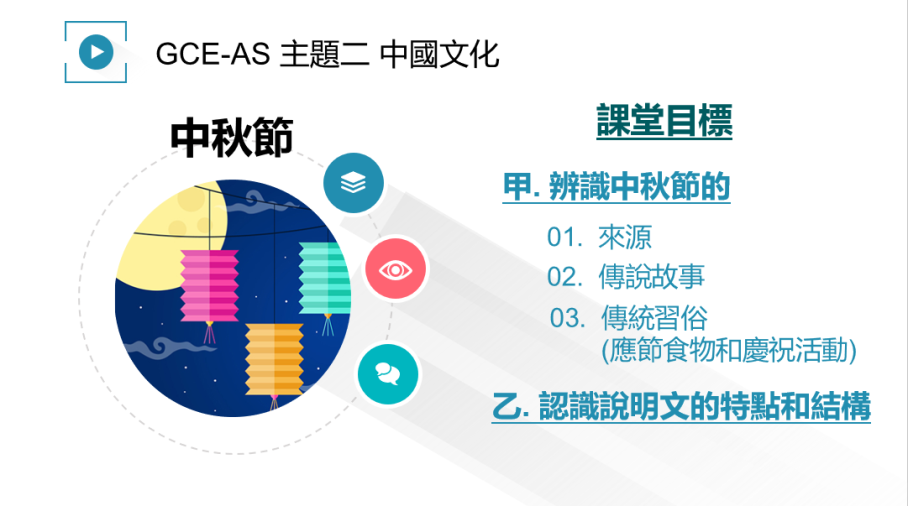 GCE-AS 主題二 中國文化
中秋節
課堂目標
甲. 辨識中秋節的
01. 來源
02. 傳說故事
03. 傳統習俗
(應節食物和慶祝活動)
乙. 認識說明文的特點和結構